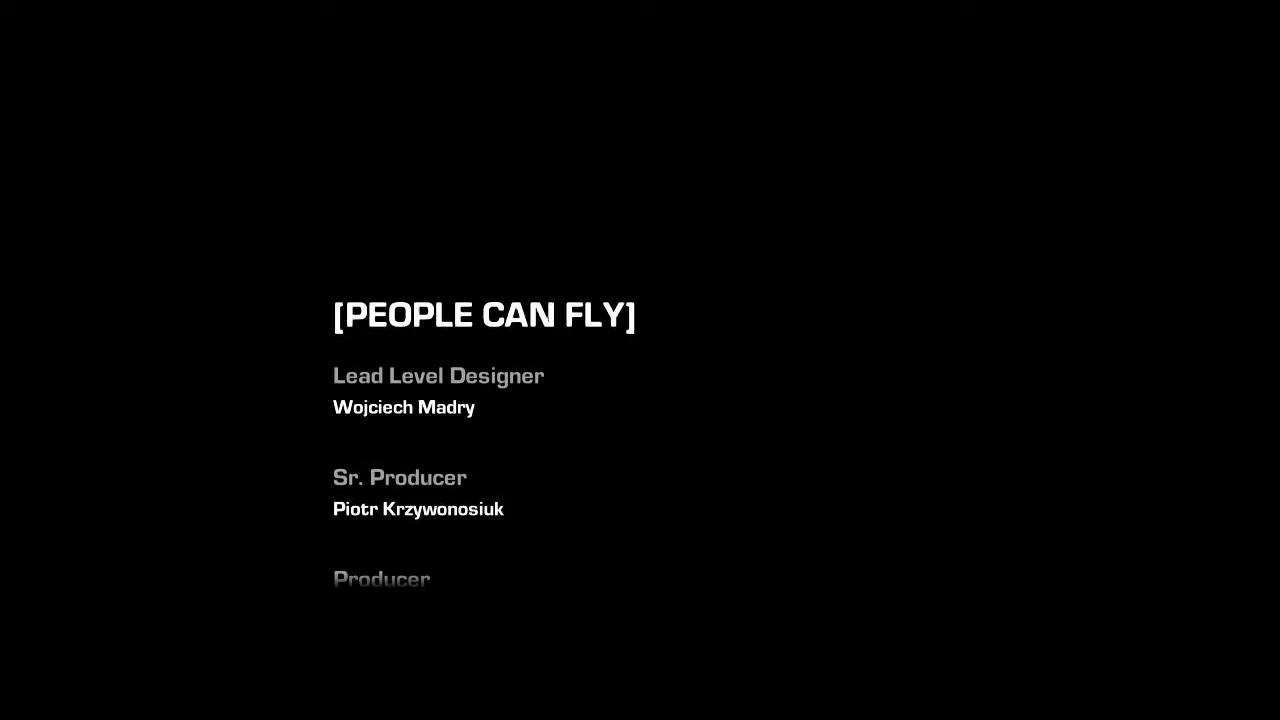 [PEOPLE CAN FLY]
Lead Level Designer
Wojciech Madry
Sr. Producer
Piotr Krzywonosiuk
Producer